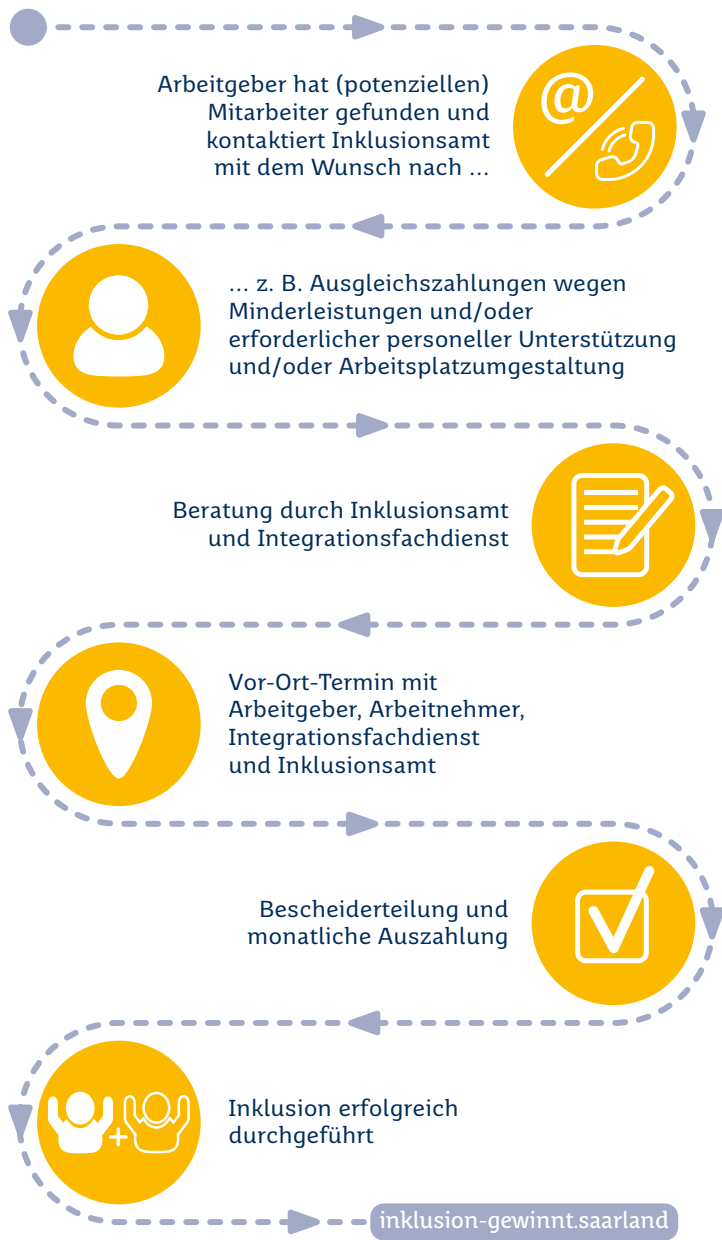 Arbeitgeber hat (potenziellen)
Mitarbeiter gefunden und
kontaktiert Inklusionsamt
mit dem Wunsch nach ...
@
... z. B. Ausgleichszahlungen wegen
Minderleistungen und/oder
erforderlicher personeller Unterstützung
und/oder Arbeitsplatzumgestaltung
Beratung durch Inklusionsamt
und Integrationsfachdienst
Vor-Ort-Termin mit
Arbeitgeber, Arbeitnehmer,
Integrationsfachdienst
und Inklusionsamt
Bescheiderteilung und
monatliche Auszahlung
+
Inklusion erfolgreich
durchgeführt
inklusion-gewinnt.saarland